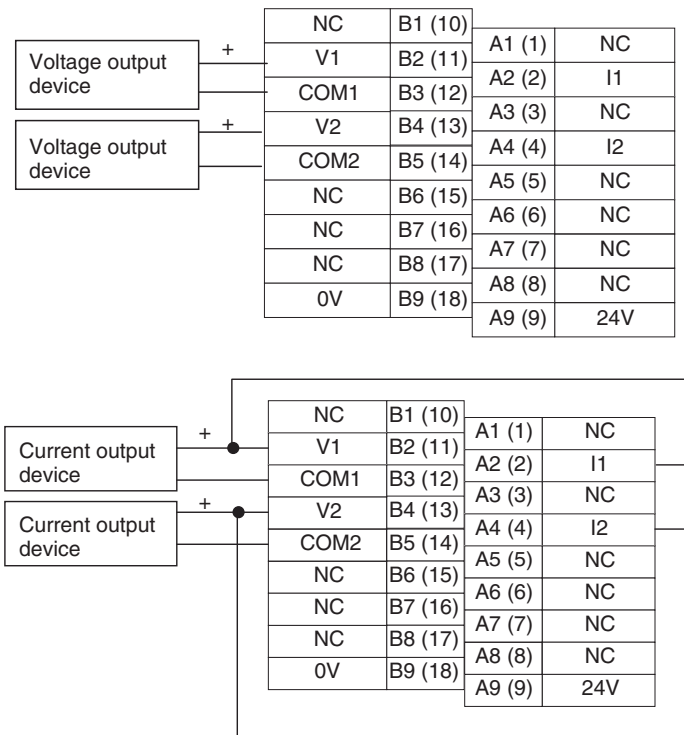 NC B1 (10)
A1 (1) NC
Voltage output
device
+
V1 B2 (11)
A2 (2) I1
COM1 B3 (12)
A3 (3) NC
Voltage output
device
+
V2 B4 (13)
A4 (4) I2
COM2 B5 (14)
A5 (5) NC
NC B6 (15)
A6 (6) NC
NC B7 (16)
A7 (7) NC
NC B8 (17)
A8 (8) NC
0V B9 (18)
A9 (9) 24V
NC B1 (10)
A1 (1) NC
Current output
device
+
V1 B2 (11)
A2 (2) I1
COM1 B3 (12)
A3 (3) NC
Current output
device
+
V2 B4 (13)
A4 (4) I2
COM2 B5 (14)
A5 (5) NC
NC B6 (15)
A6 (6) NC
NC B7 (16)
A7 (7) NC
NC B8 (17)
A8 (8) NC
0V B9 (18)
A9 (9) 24V